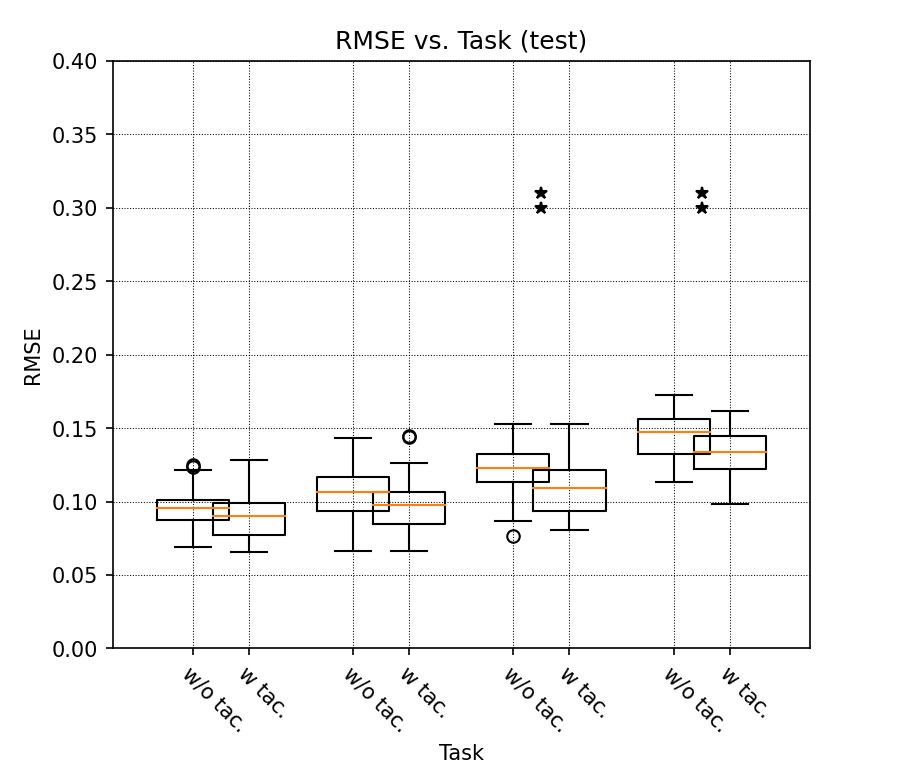 RMSE vs. Task (test)
0.40
0.35
0.30
0.25
0.20
0.15
0.10
0.05
0.00
RMSE
w/o tac.
w tac.
w/o tac.
w tac.
w/o tac.
w tac.
w/o tac.
w tac.
Task